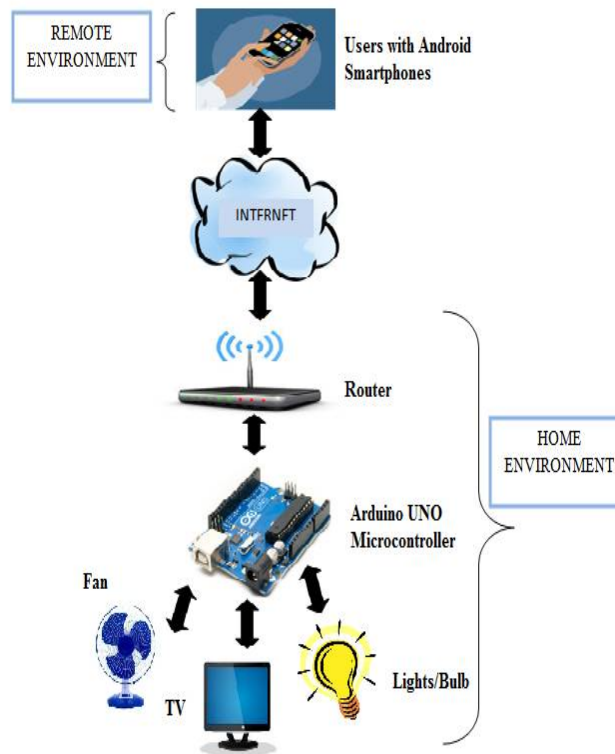 REMOTE
ENVIRONMENT
Users with Android
Smartphones
INTFRNFT
Router
HOME
ENVIRONMENT
Arduino UNO
Microcontroller
Fan
TV
Lights/Bulb